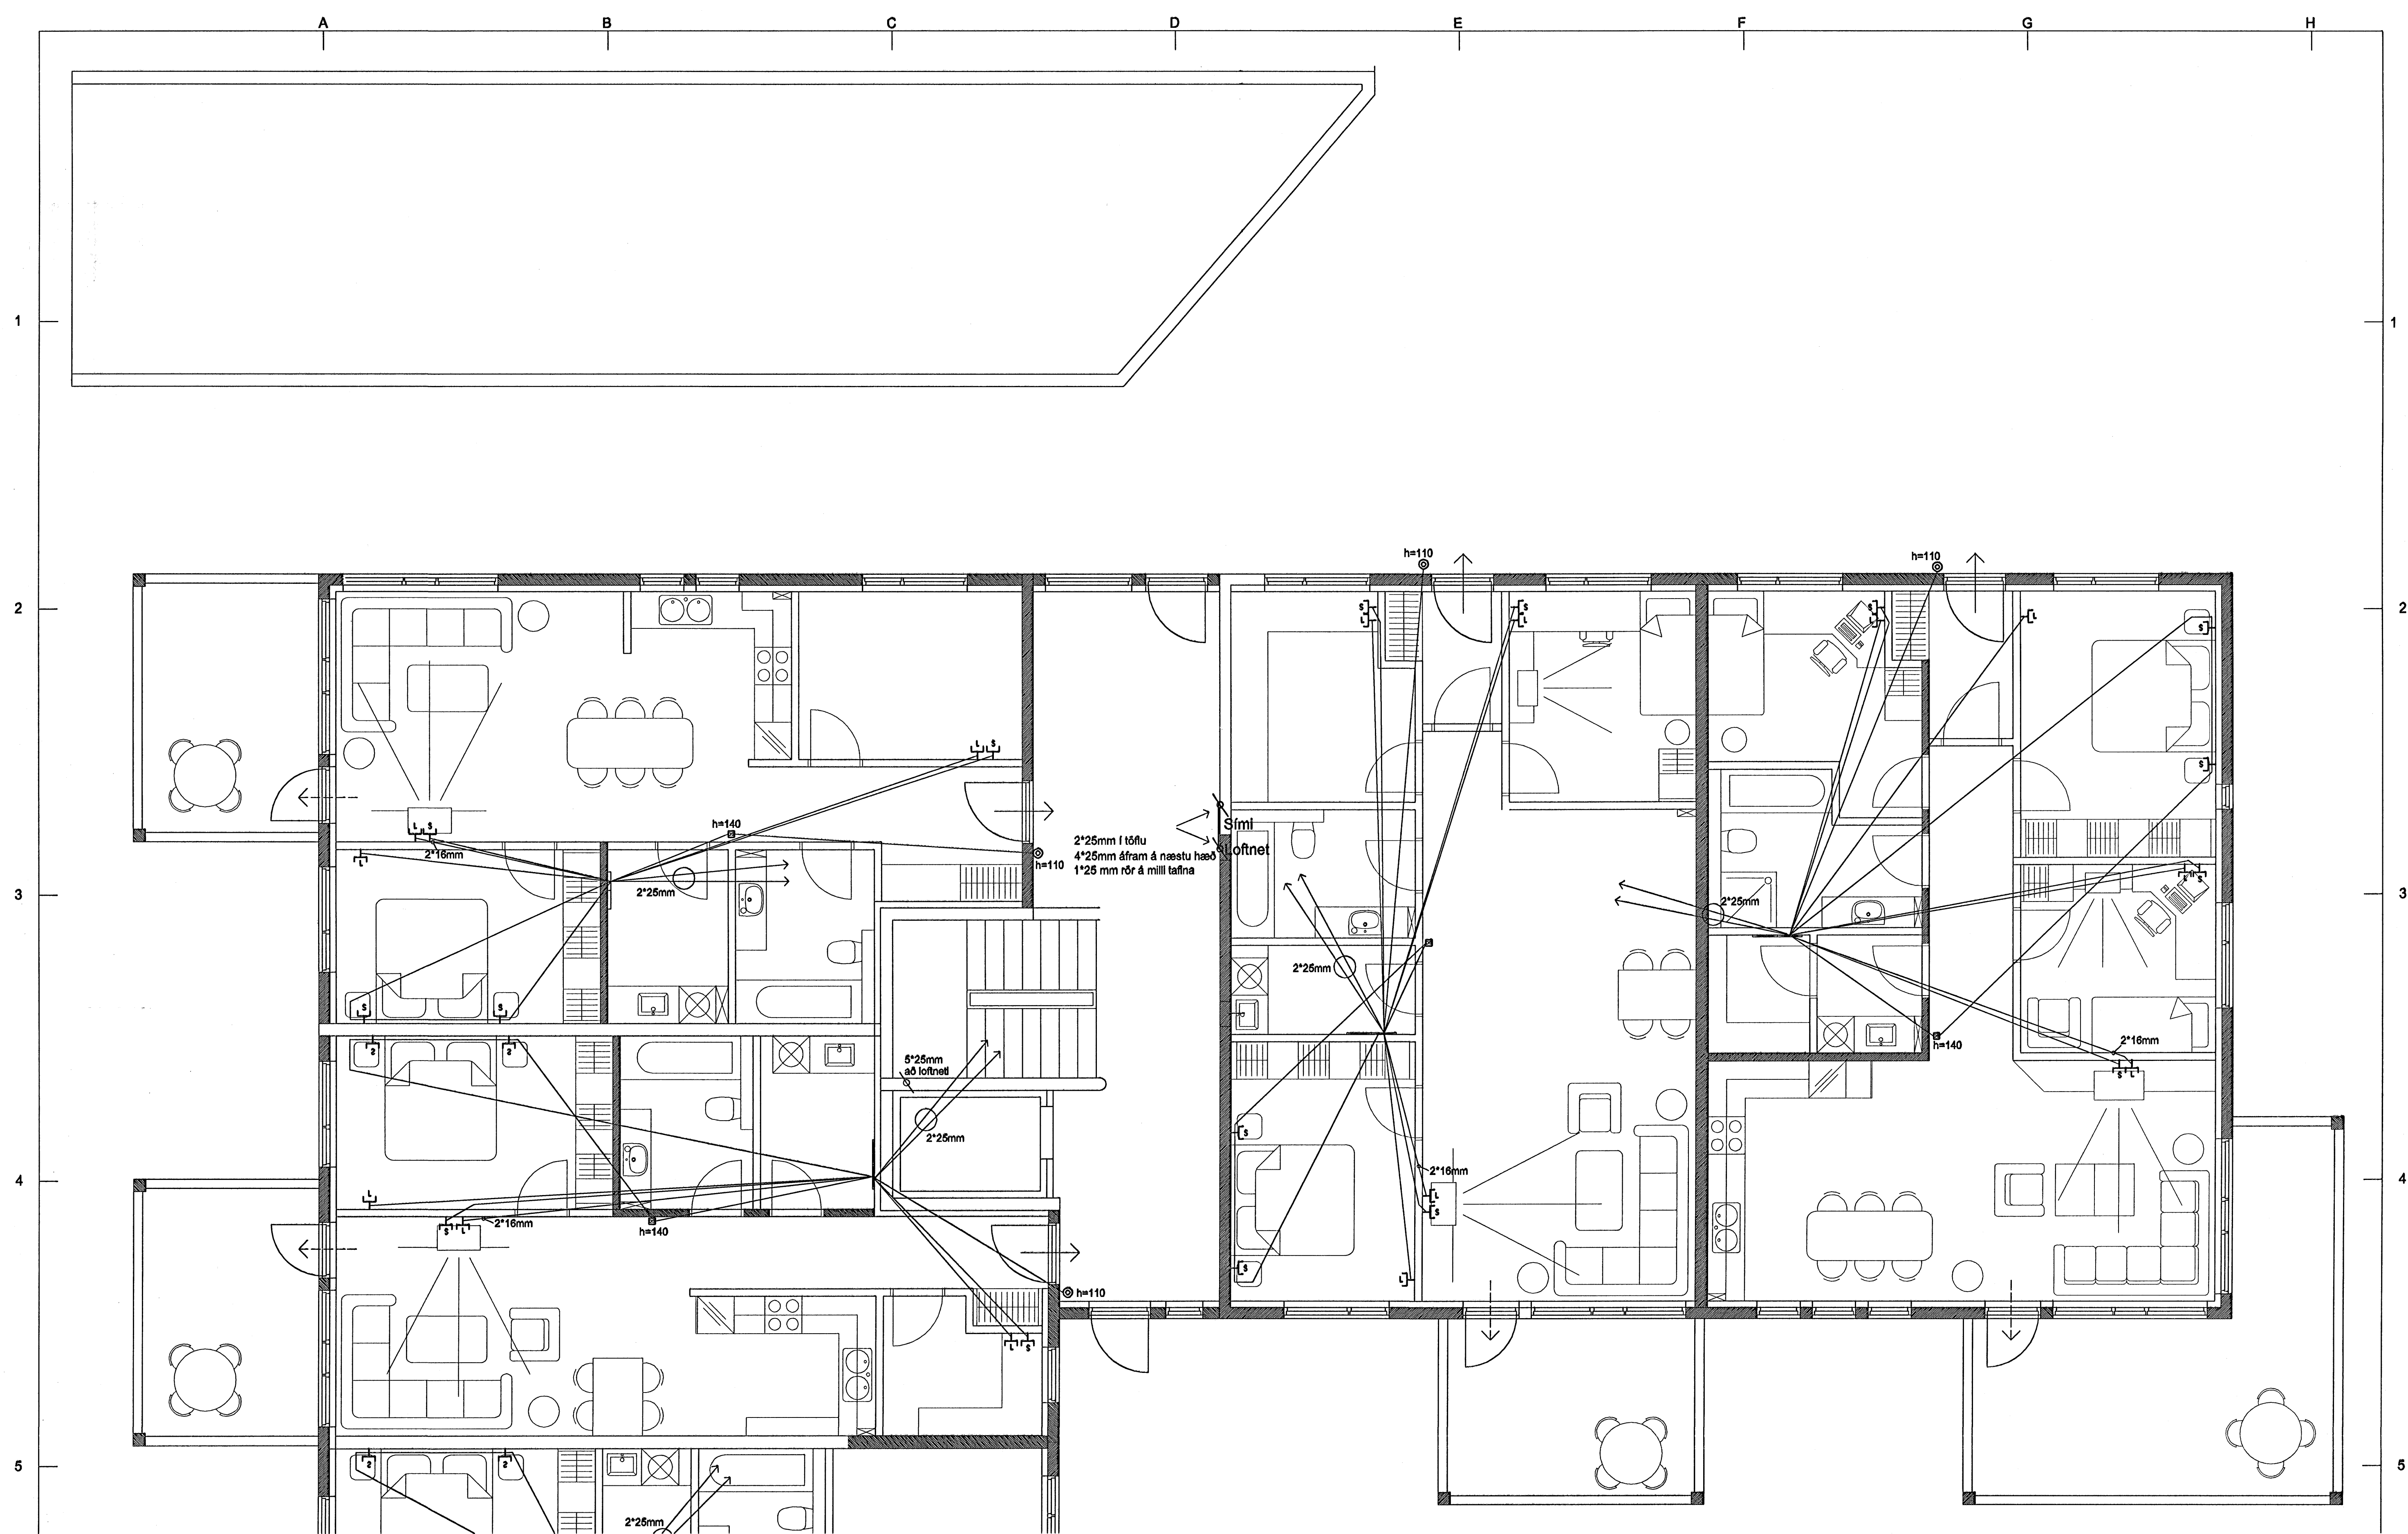 A B C D E F G H
1 1
h=110 h=110
2 2
S S S
L L L L
S
L S
S
h=140
Sími
L S
2*16mm
2*25mm í töflu
Loftnet
4*25mm áfram á næstu hæð
1*25 mm rör á milli taflna
L
h=110
2*25mm
L S
3 3
2*25mm
2*25mm
S S
h=140
2*16mm
S S
5*25mm
að loftneti
S L
2*25mm
S
4 4
2*16mm
L
L
S
2*16mm
S L
h=140
S
L
h=110
L S
5 5
S S
2*25mm